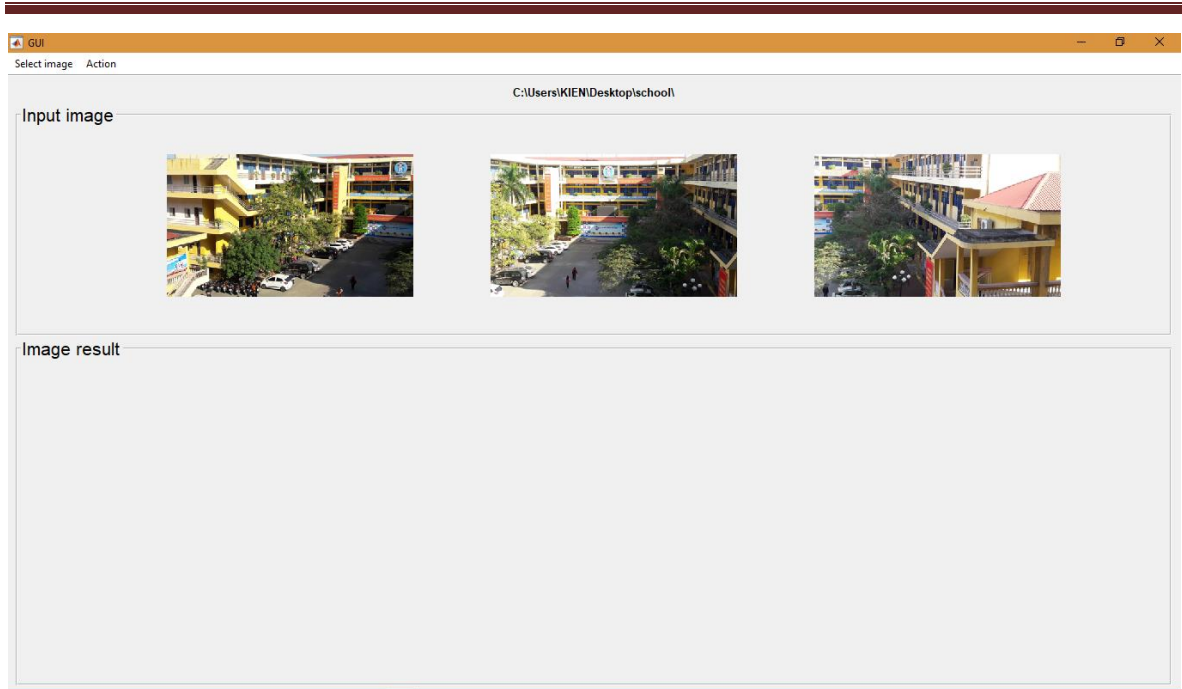 GUI
Select image Action
C:\Users\KIEN\Desktop\school\
Input image
Image result